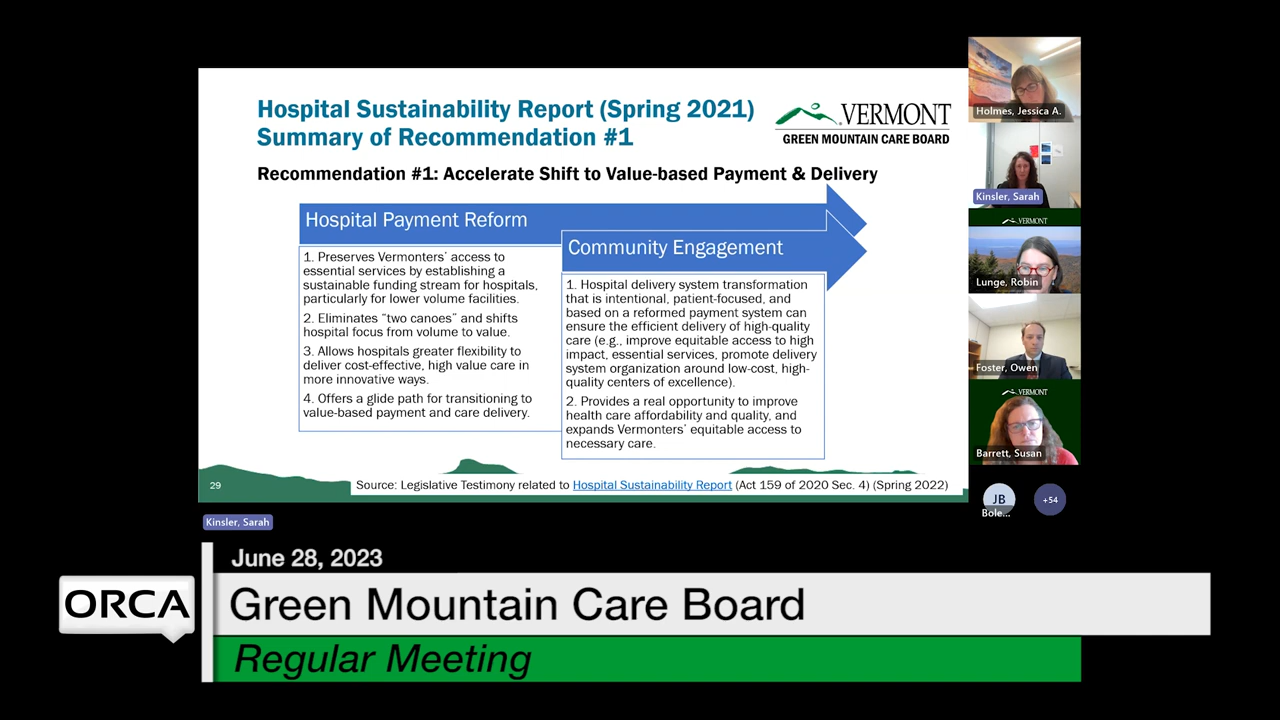 Hospital Sustainability Report (Spring 2021)
Summary of Recommendation #1
VERMONT
GREEN MOUNTAIN CARE BOARD
Recommendation #1: Accelerate Shift to Value-based Payment & Delivery
Hospital Payment Reform
1. Preserves Vermonters' access to
essential services by establishing a
sustainable funding stream for hospitals,
particularly for lower volume facilities.
2. Eliminates "two canoes" and shifts
hospital focus from volume to value.
3. Allows hospitals greater flexibility to
deliver cost-effective, high value care in
more innovative ways.
4. Offers a glide path for transitioning to
value-based payment and care delivery.
Community Engagement
1. Hospital delivery system transformation
that is intentional, patient-focused, and
based on a reformed payment system can
ensure the efficient delivery of high-quality
care (e.g., improve equitable access to high
impact, essential services, promote delivery
system organization around low-cost, high-
quality centers of excellence).
2. Provides a real opportunity to improve
health care affordability and quality, and
expands Vermonters' equitable access to
necessary care.
29
Source: Legislative Testimony related to Hospital Sustainability Report (Act 159 of 2020 Sec. 4) (Spring 2022)
Holmes, Jessica A.
Kinsler, Sarah
VERMONT
Lunge, Robin
Foster, Owen
VERMONT
Barrett, Susan
JB
Bole...
+54
Kinsler, Sarah
June 28, 2023
ORCA
Green Mountain Care Board
Regular Meeting